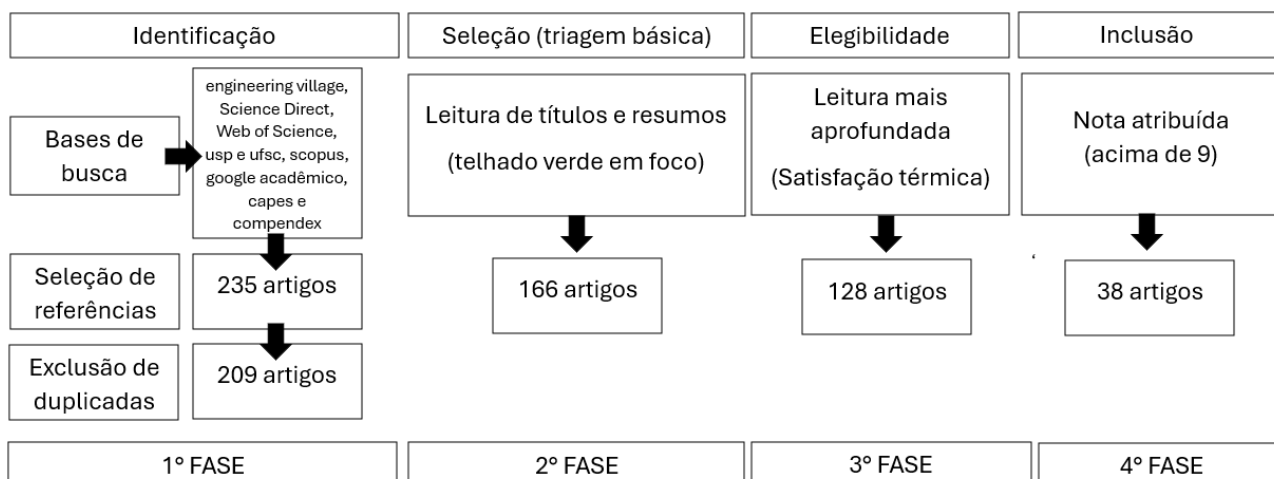 Identificação
Seleção (triagem básica)
Elegibilidade
Inclusão
Bases de
busca
engineering village,
Science Direct,
Web of Science,
usp e ufsc, scopus,
google acadêmico,
capes e
compendex
Leitura de títulos e resumos
(telhado verde em foco)
Leitura mais
aprofundada
(Satisfação térmica)
Nota atribuída
(acima de 9)
Seleção de
referências
235 artigos
166 artigos
128 artigos
38 artigos
Exclusão de
duplicadas
209 artigos
1° FASE
2° FASE
3° FASE
4° FASE